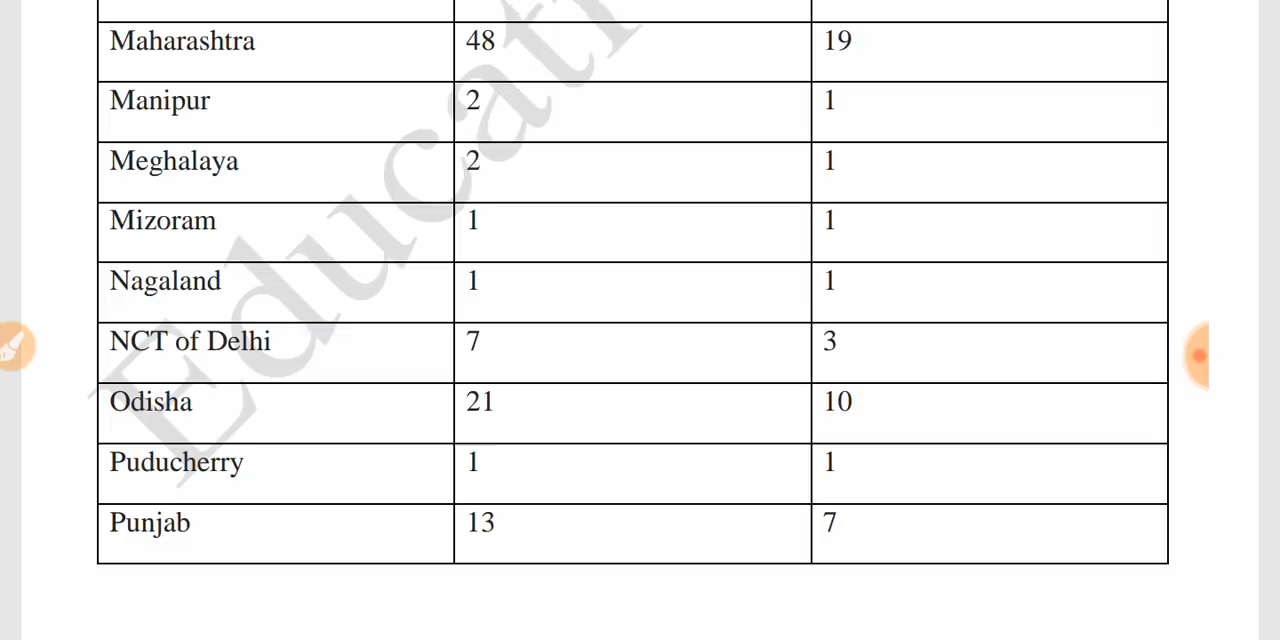 Maharashtra 48 19
Manipur 2 1
Meghalaya 2 1
Mizoram 1 1
Nagaland 1 1
NCT of Delhi 7 3
Odisha 21 10
Puducherry 1 1
Punjab 13 7
Educati